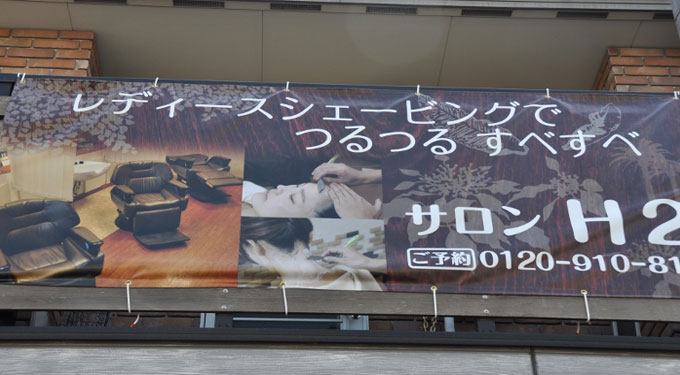 レディースシェービングで
つるつる すべすべ
サロン H2
ご予約 0120-910-81